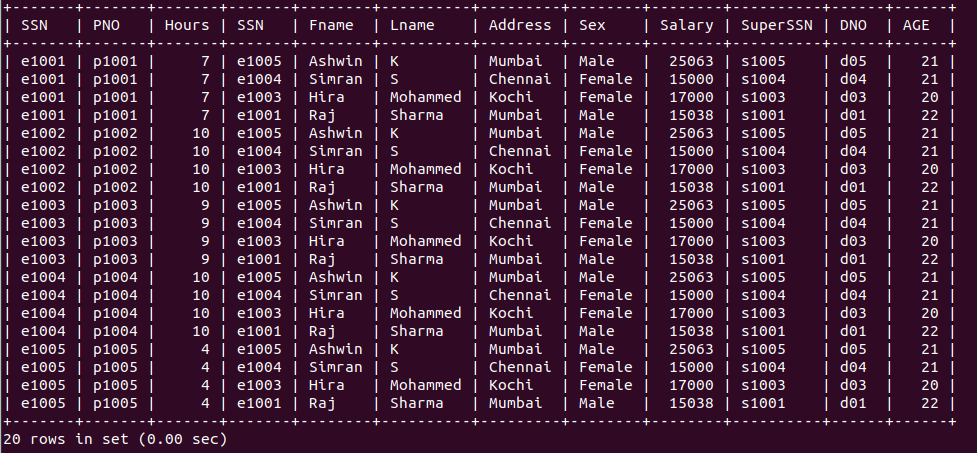 +-------+-------+-------+-------+--------+----------+---------+--------+--------+----------+------+------+
| SSN   | PNO   | Hours | SSN   | Fname  | Lname    | Address | Sex    | Salary | SuperSSN | DNO  | AGE  |
+-------+-------+-------+-------+--------+----------+---------+--------+--------+----------+------+------+
| e1001 | p1001 |     7 | e1005 | Ashwin | K        | Mumbai  | Male   |  25063 | s1005    | d05  |   21 |
| e1001 | p1001 |     7 | e1004 | Simran | S        | Chennai | Female |  15000 | s1004    | d04  |   21 |
| e1001 | p1001 |     7 | e1003 | Hira   | Mohammed | Kochi   | Female |  17000 | s1003    | d03  |   20 |
| e1001 | p1001 |     7 | e1001 | Raj    | Sharma   | Mumbai  | Male   |  15038 | s1001    | d01  |   22 |
| e1002 | p1002 |    10 | e1005 | Ashwin | K        | Mumbai  | Male   |  25063 | s1005    | d05  |   21 |
| e1002 | p1002 |    10 | e1004 | Simran | S        | Chennai | Female |  15000 | s1004    | d04  |   21 |
| e1002 | p1002 |    10 | e1003 | Hira   | Mohammed | Kochi   | Female |  17000 | s1003    | d03  |   20 |
| e1002 | p1002 |    10 | e1001 | Raj    | Sharma   | Mumbai  | Male   |  15038 | s1001    | d01  |   22 |
| e1003 | p1003 |     9 | e1005 | Ashwin | K        | Mumbai  | Male   |  25063 | s1005    | d05  |   21 |
| e1003 | p1003 |     9 | e1004 | Simran | S        | Chennai | Female |  15000 | s1004    | d04  |   21 |
| e1003 | p1003 |     9 | e1003 | Hira   | Mohammed | Kochi   | Female |  17000 | s1003    | d03  |   20 |
| e1003 | p1003 |     9 | e1001 | Raj    | Sharma   | Mumbai  | Male   |  15038 | s1001    | d01  |   22 |
| e1004 | p1004 |    10 | e1005 | Ashwin | K        | Mumbai  | Male   |  25063 | s1005    | d05  |   21 |
| e1004 | p1004 |    10 | e1004 | Simran | S        | Chennai | Female |  15000 | s1004    | d04  |   21 |
| e1004 | p1004 |    10 | e1003 | Hira   | Mohammed | Kochi   | Female |  17000 | s1003    | d03  |   20 |
| e1004 | p1004 |    10 | e1001 | Raj    | Sharma   | Mumbai  | Male   |  15038 | s1001    | d01  |   22 |
| e1005 | p1005 |     4 | e1005 | Ashwin | K        | Mumbai  | Male   |  25063 | s1005    | d05  |   21 |
| e1005 | p1005 |     4 | e1004 | Simran | S        | Chennai | Female |  15000 | s1004    | d04  |   21 |
| e1005 | p1005 |     4 | e1003 | Hira   | Mohammed | Kochi   | Female |  17000 | s1003    | d03  |   20 |
| e1005 | p1005 |     4 | e1001 | Raj    | Sharma   | Mumbai  | Male   |  15038 | s1001    | d01  |   22 |
+-------+-------+-------+-------+--------+----------+---------+--------+--------+----------+------+------+
20 rows in set (0.00 sec)